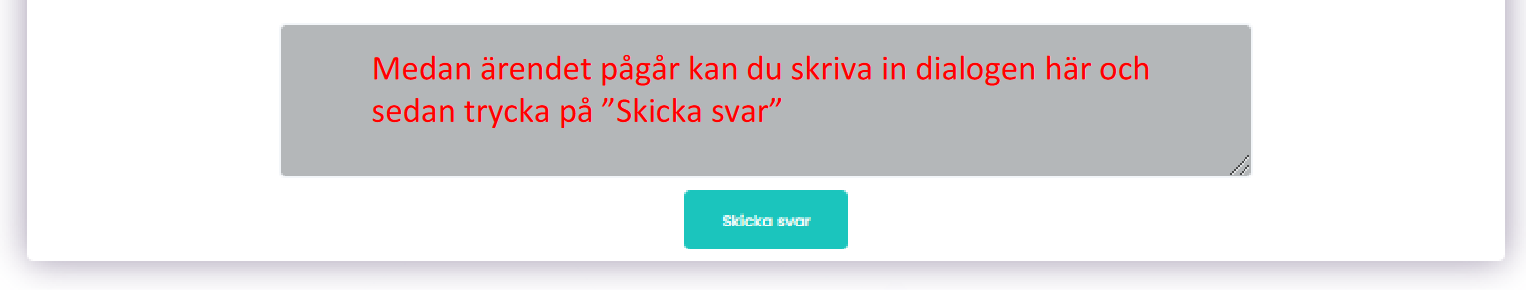 Medan ärendet pågår kan du skriva in dialogen här och
sedan trycka på ”Skicka svar”
Skicka svar